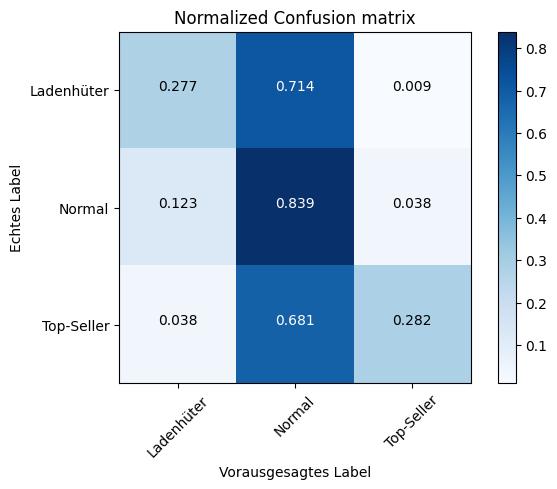 Normalized Confusion matrix
Echtes Label
Ladenhüter 0.277 0.714 0.009
Normal 0.123 0.839 0.038
Top-Seller 0.038 0.681 0.282
Ladenhüter Normal Top-Seller
Vorausgesagtes Label
0.8
0.7
0.6
0.5
0.4
0.3
0.2
0.1